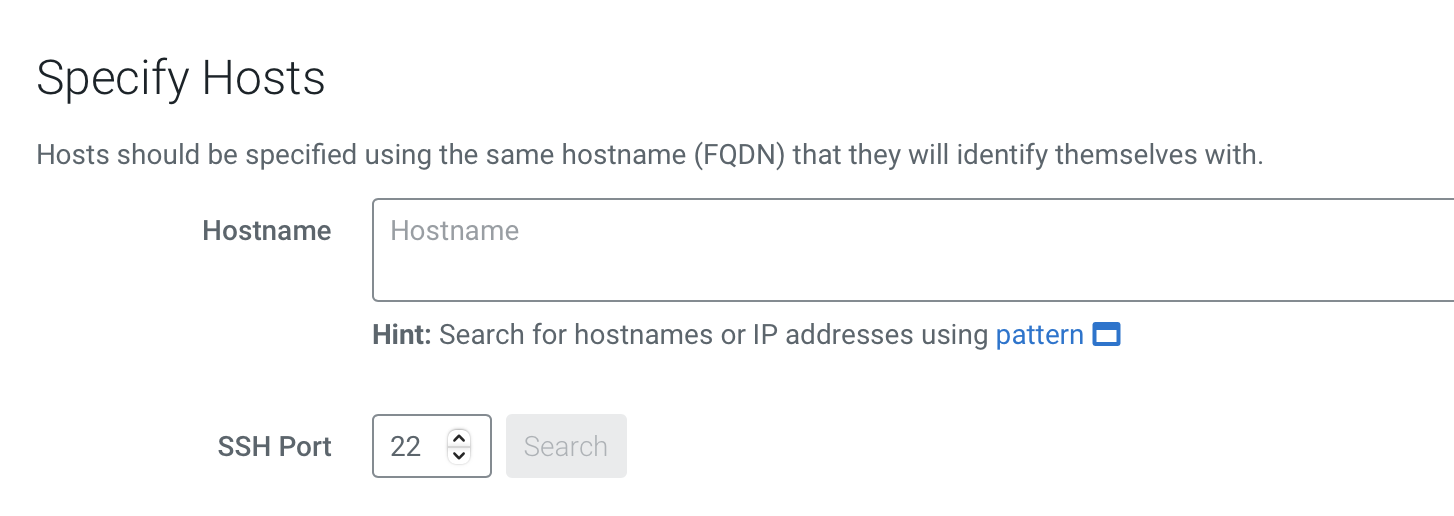 Specify Hosts
Hosts should be specified using the same hostname (FQDN) that they will identify themselves with.
Hostname
Hostname
Hint: Search for hostnames or IP addresses using pattern
SSH Port 22 Search